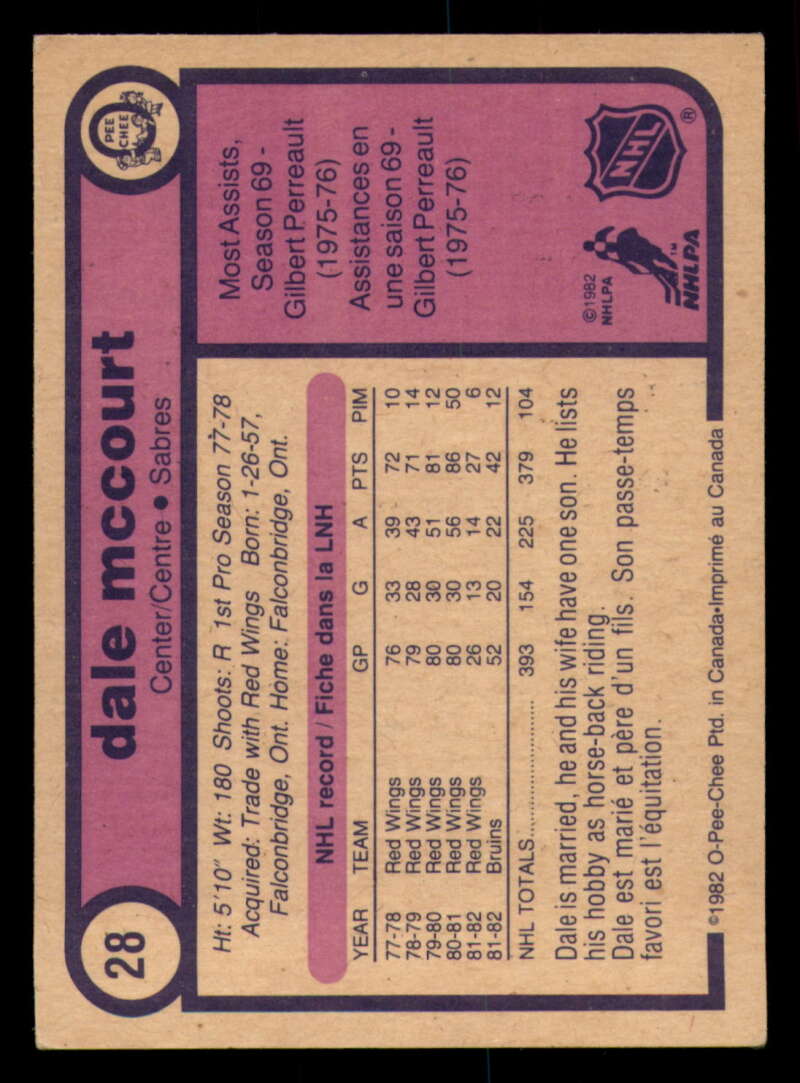 28
dale mccourt
Center/Centre • Sabres
PEE
CHEE
Ht: 5'10" Wt: 180 Shoots: R 1st Pro Season 77-78
Acquired: Trade with Red Wings Born: 1-26-57,
Falconbridge, Ont. Home: Falconbridge, Ont.
NHL record / Fiche dans la LNH
YEAR TEAM GP G A PTS PIM
77-78 Red Wings 76 33 39 72 10
78-79 Red Wings 79 28 43 71 14
79-80 Red Wings 80 30 51 81 12
80-81 Red Wings 80 30 56 86 50
81-82 Red Wings 26 13 14 27 6
81-82 Bruins 52 20 22 42 12
NHL TOTALS........................ 393 154 225 379 104
Dale is married, he and his wife have one son. He lists
his hobby as horse-back riding.
Dale est marié et père d'un fils. Son passe-temps
favori est l'équitation.
Most Assists,
Season 69 -
Gilbert Perreault
(1975-76)
Assistances en
une saison 69 -
Gilbert Perreault
(1975-76)
©1982
NHLPA
NHLPA
TM
NHL
®
©1982 O-Pee-Chee Ptd. in Canada•Imprimé au Canada